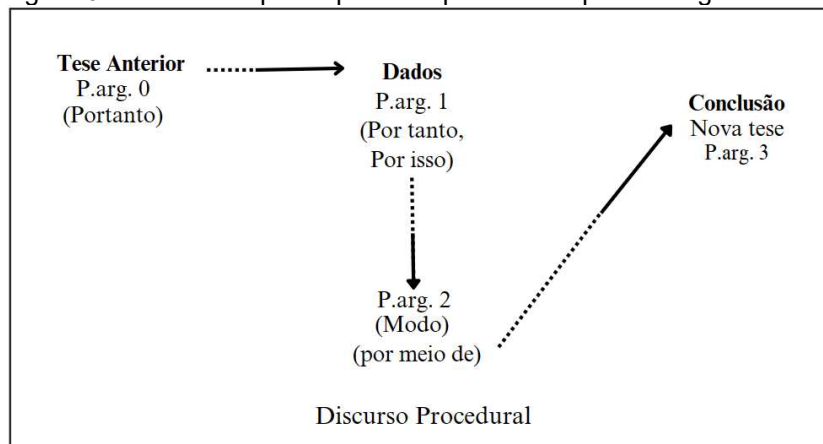 Tese Anterior
P.arg. 0
(Portanto)
Dados
P.arg. 1
(Por tanto,
Por isso)
Conclusão
Nova tese
P.arg. 3
P.arg. 2
(Modo)
(por meio de)
Discurso Procedural